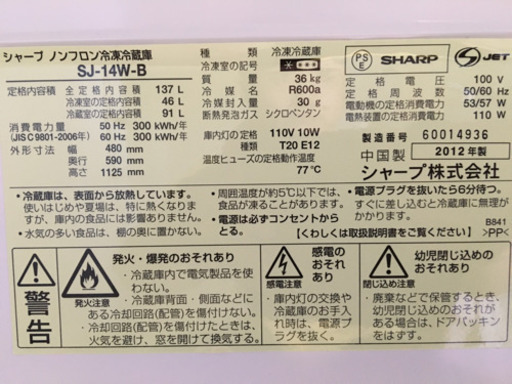 シャープ ノンフロン冷凍冷蔵庫
SJ-14W-B
定格内容積 全定格内容積 137 L
冷凍室の定格内容積 46 L
冷蔵室の定格内容積 91 L
消費電力量 50 Hz 300 kWh/年
(JISC 9801-2006年) 60 Hz 300 kWh/年
外形寸法 幅 480 mm
奥行 590 mm
高さ 1125 mm
種類 冷凍冷蔵庫
冷凍室の記号
質量 36 kg
冷媒 R600a
冷媒封入量 30 g
断熱発泡ガス シクロペンタン
庫内灯の定格 110V 10W
T20 E12
温度ヒューズの定格動作温度
77℃
PS E SHARP JET
定格電圧 100 V
定格周波数 50/60 Hz
電動機の定格消費電力 53/57 W
電熱装置の定格消費電力 110 W
製造番号 60014936
中国製 2012年製
シャープ株式会社
・冷蔵庫は、表面から放熱しています。
使いはじめや夏場は、特に熱くなりますが、庫内の食品には影響ありません。
・水気の多い食品は、棚の奥に置かない。
・周囲温度が約5℃以下では、庫内の食品が凍ることがあります。
・電源は必ずコンセントからとる。
・電源プラグを抜いたら6分待つ。
すぐに差し込むと冷蔵庫に無理がかかります。
B841
【くわしくは取扱説明書をご覧ください】 >PP<
警告
発火・爆発のおそれあり
・冷蔵庫内で電気製品を使わない。
・冷蔵庫背面・側面などにある冷却回路(配管)を傷付けない。
・冷却回路(配管)を傷付けたときは、火気を避け、窓を開けて換気する。
発火注意
感電のおそれあり
感電注意
・庫内灯の交換や冷蔵庫のお手入れ時は、電源プラグを抜く。
幼児閉じ込めのおそれあり
破裂注意
・廃棄などで保管するときは、幼児閉じ込めのおそれがある場合は、ドアパッキンをはずす。